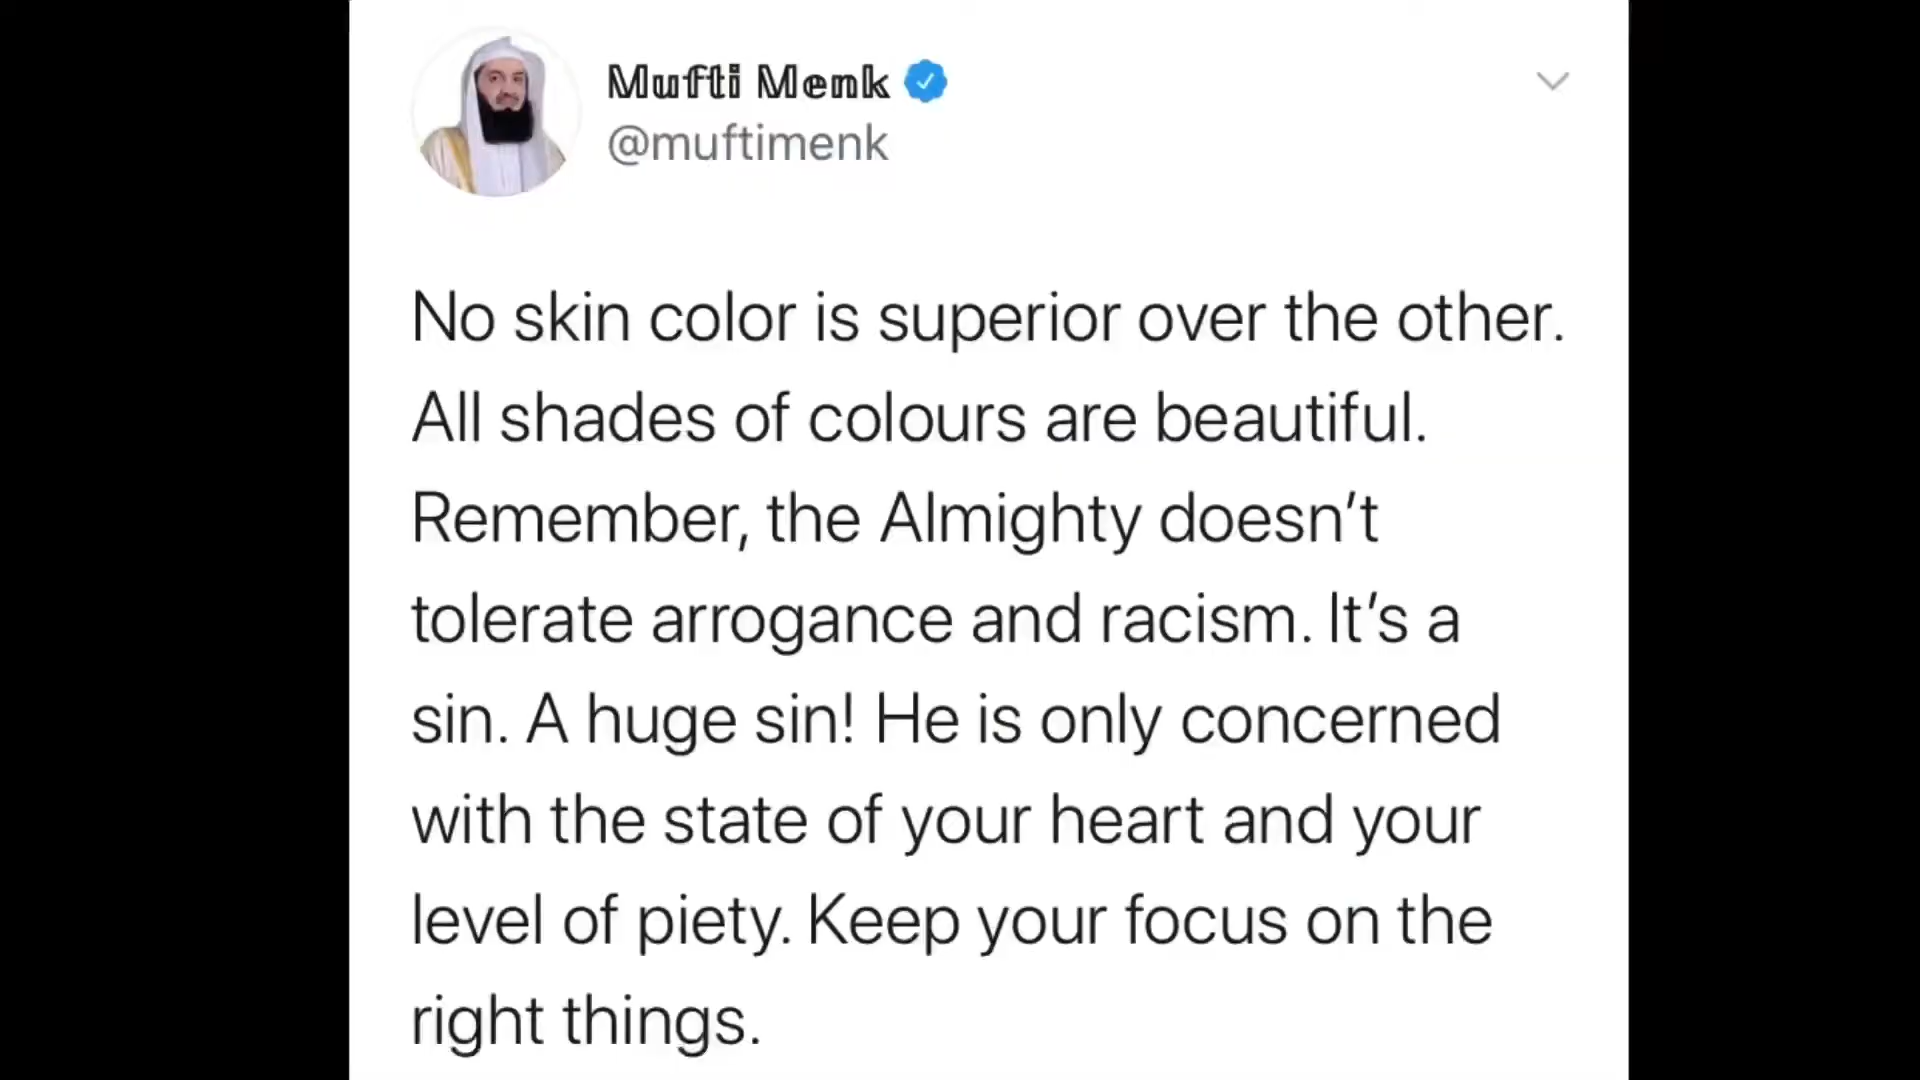 Mufti Menk
@muftimenk
No skin color is superior over the other.
All shades of colours are beautiful.
Remember, the Almighty doesn’t
tolerate arrogance and racism. It’s a
sin. A huge sin! He is only concerned
with the state of your heart and your
level of piety. Keep your focus on the
right things.